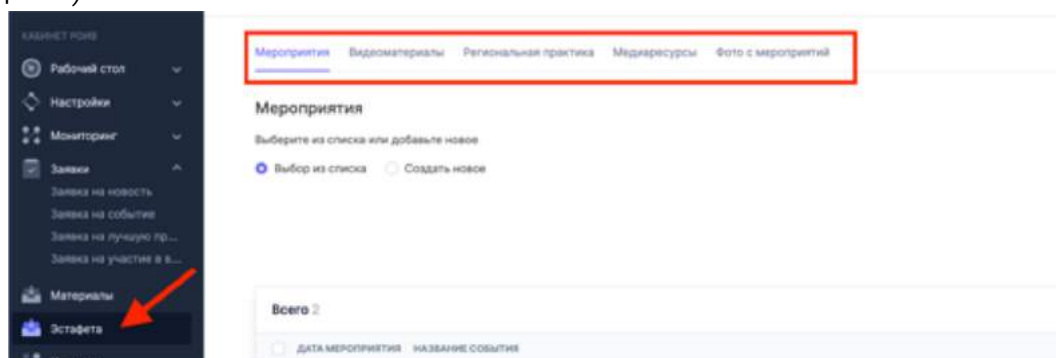 КАБИНЕТ РОИВ
Рабочий стол
Настройки
Мониторинг
Заявки
Заявка на новость
Заявка на событие
Заявка на лучшую пр...
Заявка на участие в в...
Материалы
Эстафета
Мероприятия Видеоматериалы Региональная практика Медиаресурсы Фото с мероприятий
Мероприятия
Выберите из списка или добавьте новое
Выбор из списка Создать новое
Всего 2
ДАТА МЕРОПРИЯТИЯ НАЗВАНИЕ СОБЫТИЯ